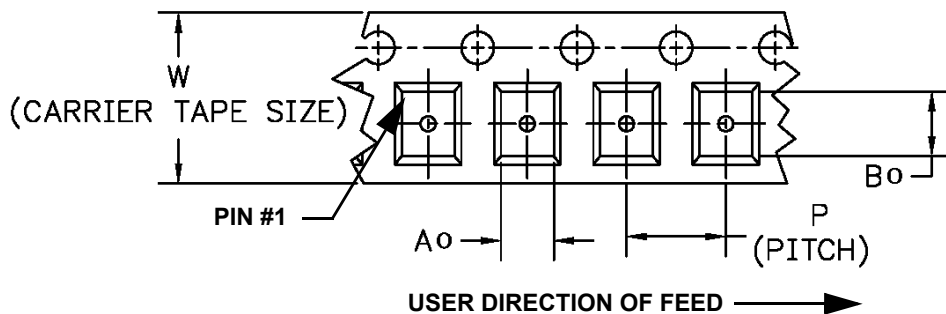 W
(CARRIER TAPE SIZE)
Bo
PIN #1
Ao
P
(PITCH)
USER DIRECTION OF FEED